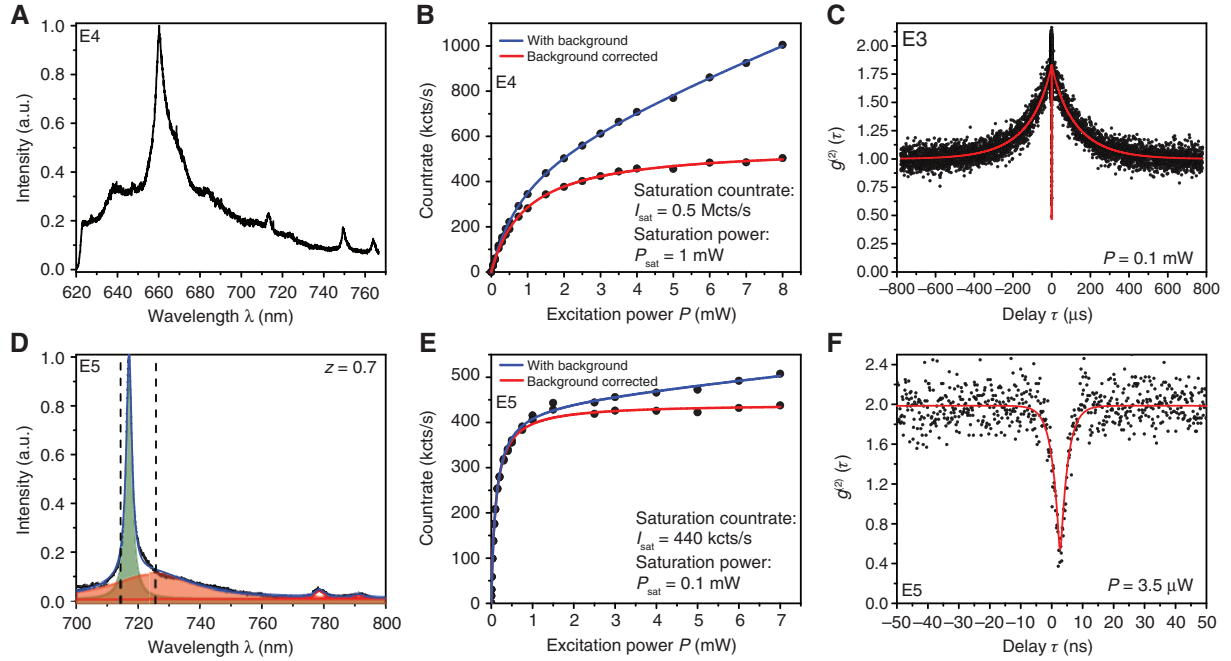 A
E4
1.0
0.8
0.6
0.4
0.2
0.0
Intensity (a.u.)
620 640 660 680 700 720 740 760
Wavelength λ (nm)
B
With background
Background corrected
E4
1000
800
600
400
200
0
Countrate (kcts/s)
Saturation countrate:
I_sat = 0.5 Mcts/s
Saturation power:
P_sat = 1 mW
0 1 2 3 4 5 6 7 8
Excitation power P (mW)
C
E3
2.00
1.75
1.50
1.25
1.00
0.75
0.50
0.25
0.00
g⁽²⁾ (τ)
P = 0.1 mW
−800 −600 −400 −200 0 200 400 600 800
Delay τ (μs)
D
E5
z = 0.7
1.0
0.8
0.6
0.4
0.2
0.0
Intensity (a.u.)
700 720 740 760 780 800
Wavelength λ (nm)
E
With background
Background corrected
E5
500
400
300
200
100
0
Countrate (kcts/s)
Saturation countrate:
I_sat = 440 kcts/s
Saturation power:
P_sat = 0.1 mW
0 1 2 3 4 5 6 7
Excitation power P (mW)
F
2.4
2.0
1.6
1.2
0.8
0.4
0.0
g⁽²⁾ (τ)
E5
P = 3.5 μW
−50 −40 −30 −20 −10 0 10 20 30 40 50
Delay τ (ns)